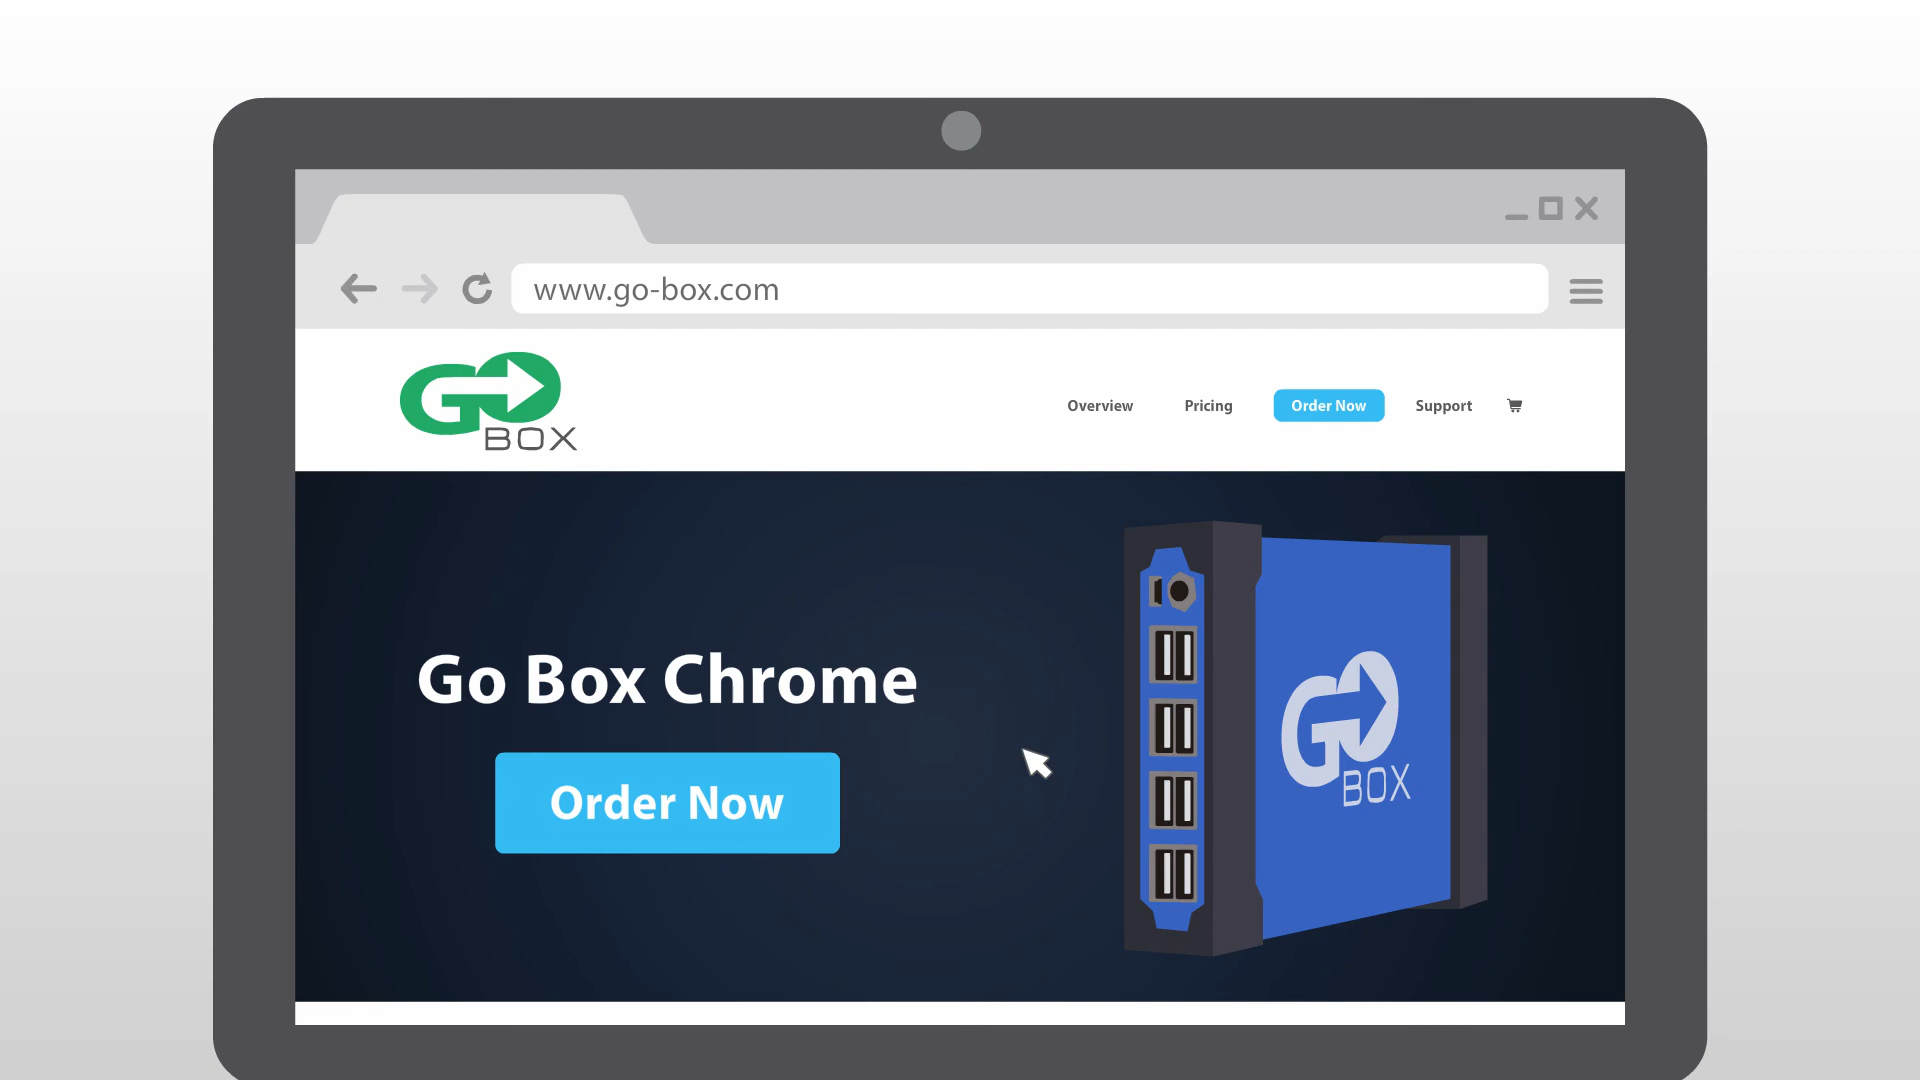 www.go-box.com
GO
BOX
Overview
Pricing
Order Now
Support
Go Box Chrome
Order Now
GO
BOX